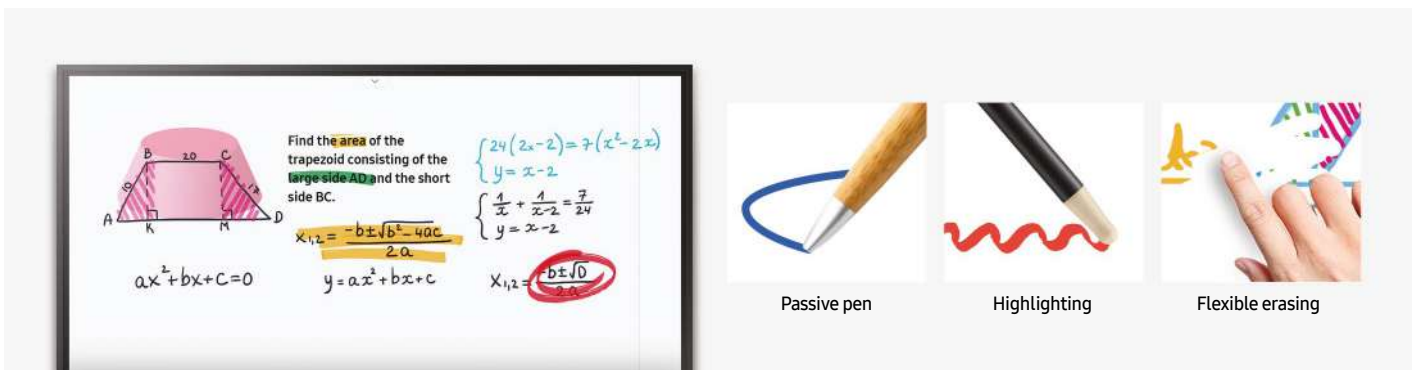 B
20
C
10
17
A
K
M
D
ax²+bx+c=0
Find the area of the
trapezoid consisting of the
large side AD and the short
side BC.
x₁,₂ = -b±√b²-4ac
2a
y=ax²+bx+c
24(2x-2)=7(x²-2x)
y=x-2
1/x + 1/x-2 = 7/24
y=x-2
x₁,₂ = -b±√D
2a
Passive pen
Highlighting
Flexible erasing